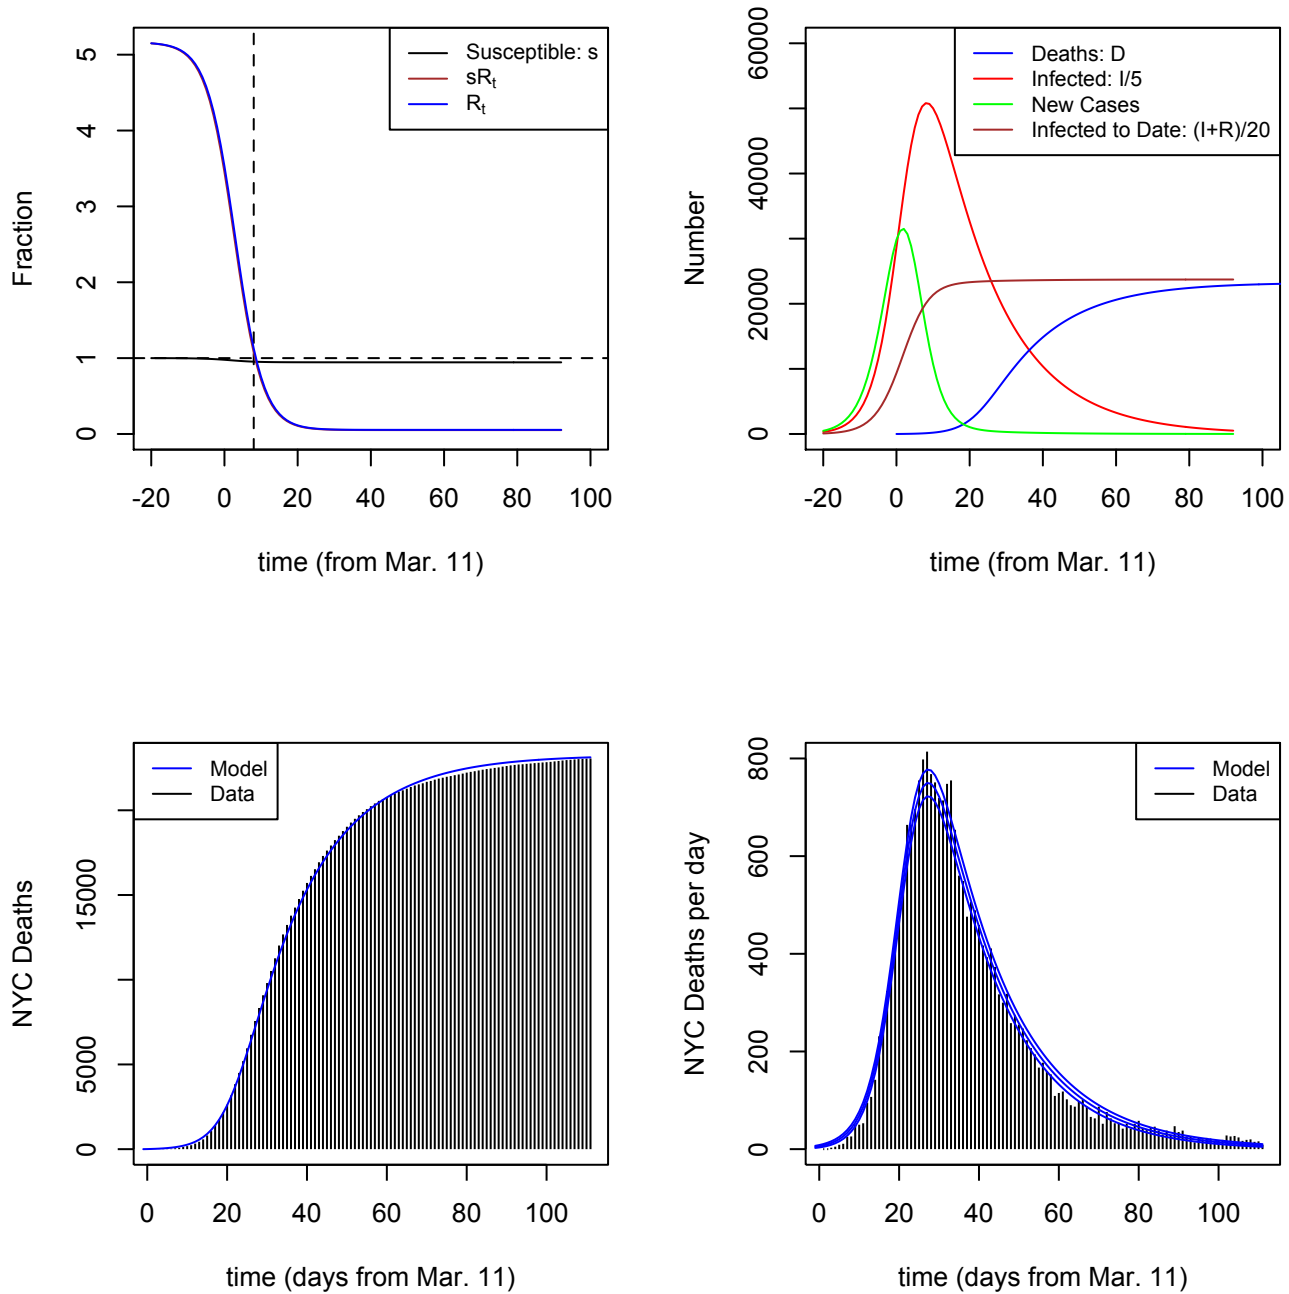 Fraction
5
4
3
2
1
0
Susceptible: s
sRt
Rt
-20 0 20 40 60 80 100
time (from Mar. 11)
Number
60000
40000
20000
0
Deaths: D
Infected: I/5
New Cases
Infected to Date: (I+R)/20
-20 0 20 40 60 80 100
time (from Mar. 11)
NYC Deaths
15000
5000
0
Model
Data
0 20 40 60 80 100
time (days from Mar. 11)
NYC Deaths per day
800
600
400
200
0
Model
Data
0 20 40 60 80 100
time (days from Mar. 11)